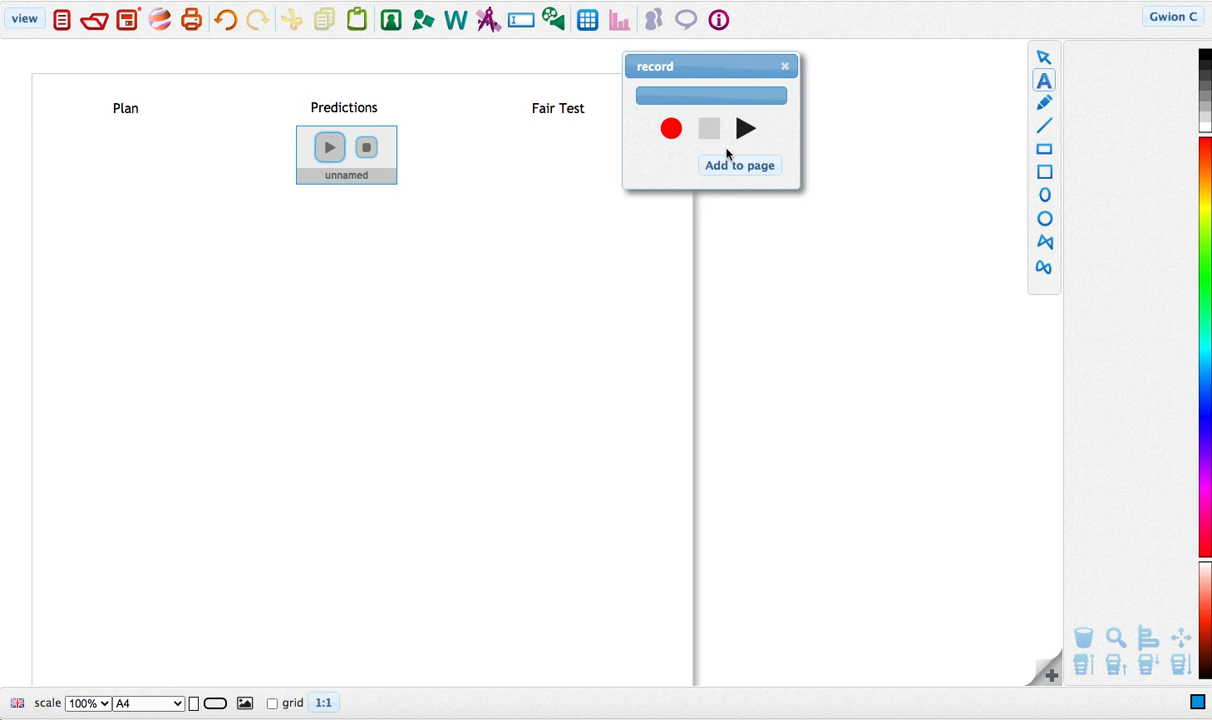 view
W
Gwion C
record
Plan
Predictions
Fair Test
Add to page
unnamed
A
scale 100% A4 grid 1:1